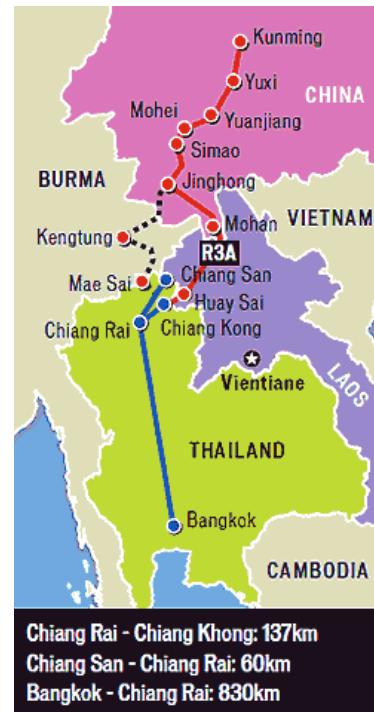 Kunming
Yuxi
CHINA
Mohei
Yuanjiang
Simao
BURMA
Jinghong
Mohan
VIETNAM
Kengtung
R3A
Chiang San
Mae Sai
Huay Sai
Chiang Rai
Chiang Kong
Vientiane
LAOS
THAILAND
Bangkok
CAMBODIA
Chiang Rai - Chiang Khong: 137km
Chiang San - Chiang Rai: 60km
Bangkok - Chiang Rai: 830km